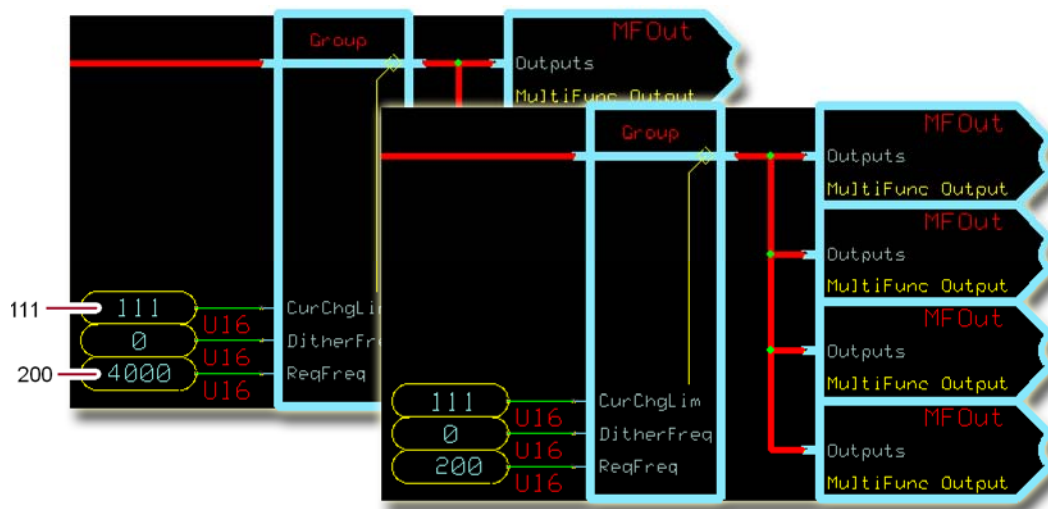 Group
MFOut
Outputs
MultiFunc Output
111
111
U16
CurChgLi
0
U16
DitherFre
200
4000
U16
ReqFreq
Group
MFOut
Outputs
MultiFunc Output
MFOut
Outputs
MultiFunc Output
MFOut
Outputs
MultiFunc Output
MFOut
Outputs
MultiFunc Output
111
U16
CurChgLim
0
U16
DitherFreq
200
U16
ReqFreq